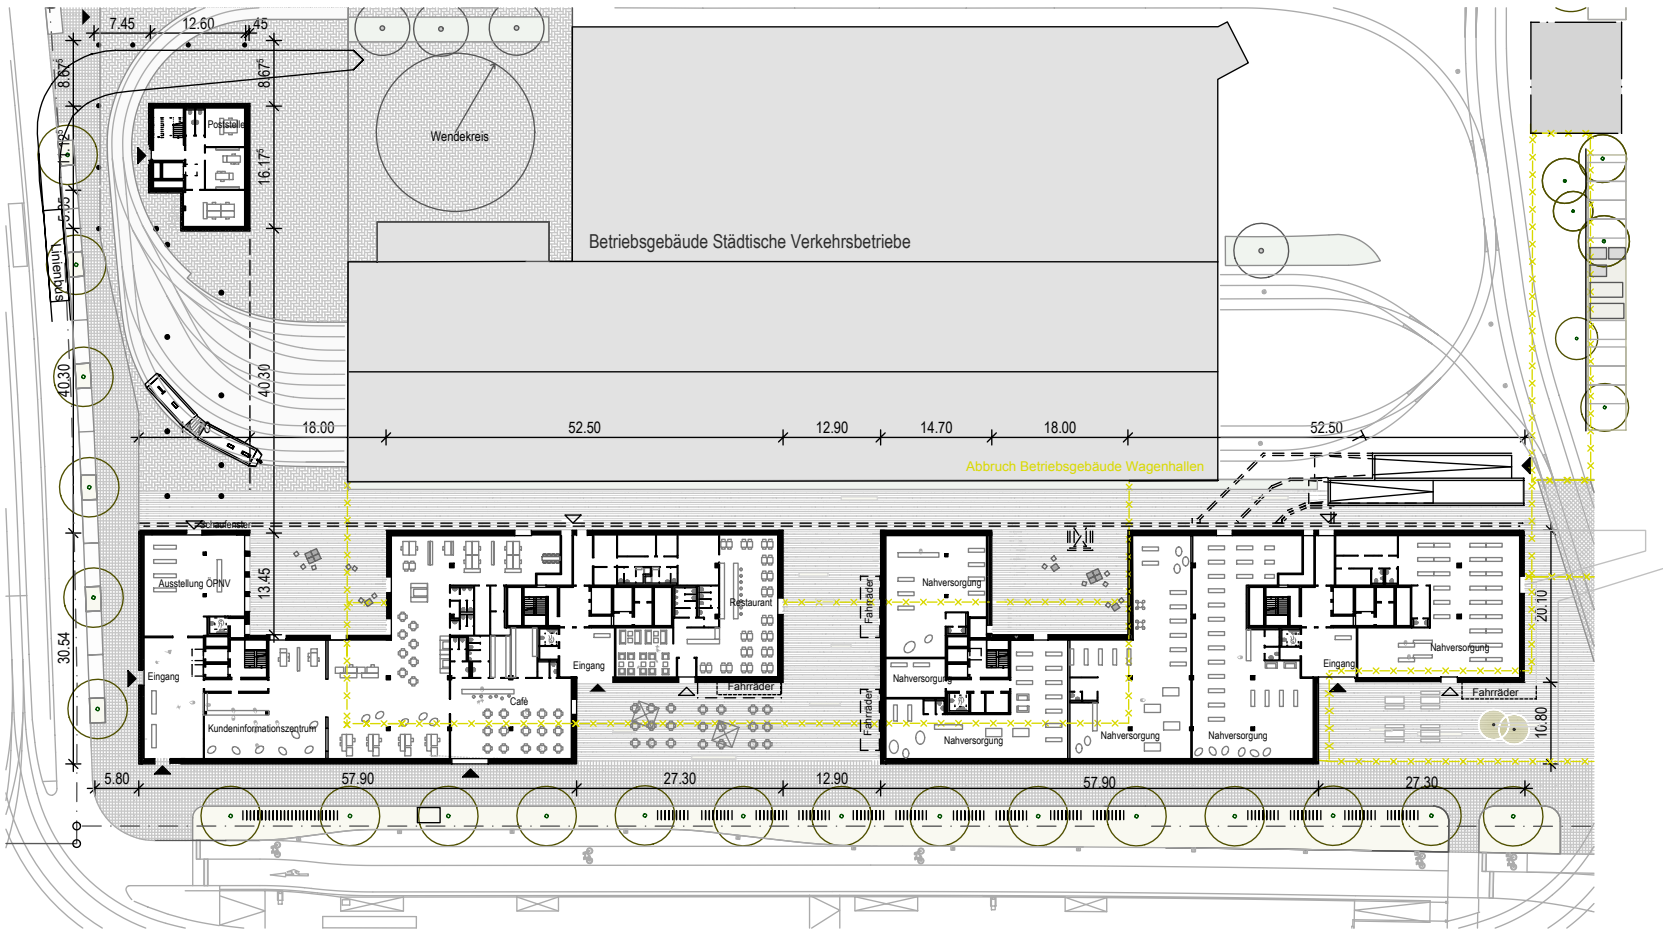 7.45
12.60
.45
8.67⁵
8.67⁵
Poststelle
Wendekreis
16.17⁵
Linienbus
Betriebsgebäude Städtische Verkehrsbetriebe
40.30
40.30
18.00
52.50
12.90
14.70
18.00
52.50
Abbruch Betriebsgebäude Wagenhallen
Schaufenster
Ausstellung ÖPNV
13.45
Restaurant
Fahrräder
Nahversorgung
20.10
30.54
Eingang
Eingang
Nahversorgung
Eingang
Nahversorgung
Fahrräder
Fahrräder
Café
Kundeninformationszentrum
Fahrräder
Nahversorgung
Nahversorgung
Nahversorgung
10.80
5.80
57.90
27.30
12.90
57.90
27.30